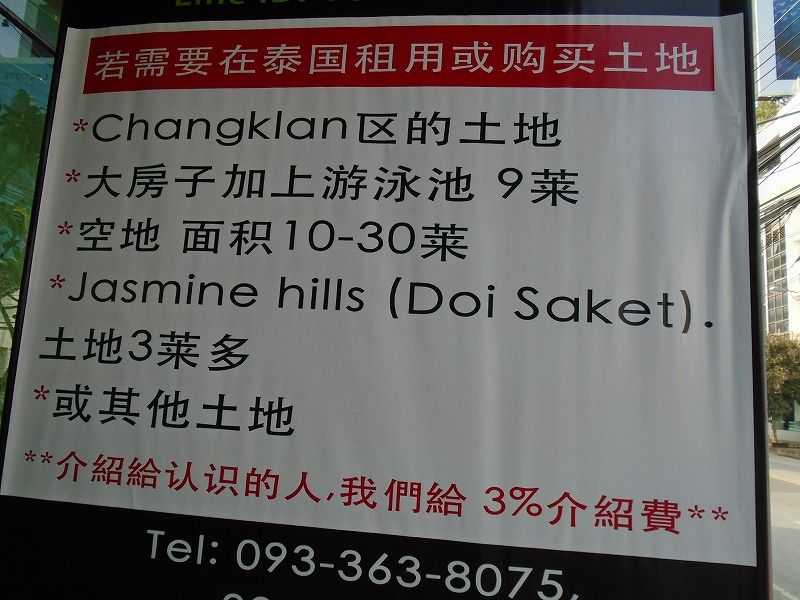 若需要在泰国租用或购买土地
*Changklan区的土地
*大房子加上游泳池 9莱
*空地 面积10-30莱
*Jasmine hills (Doi Saket).
土地3莱多
*或其他土地
**介紹給认识的人,我們給 3%介紹費**
Tel: 093-363-8075,